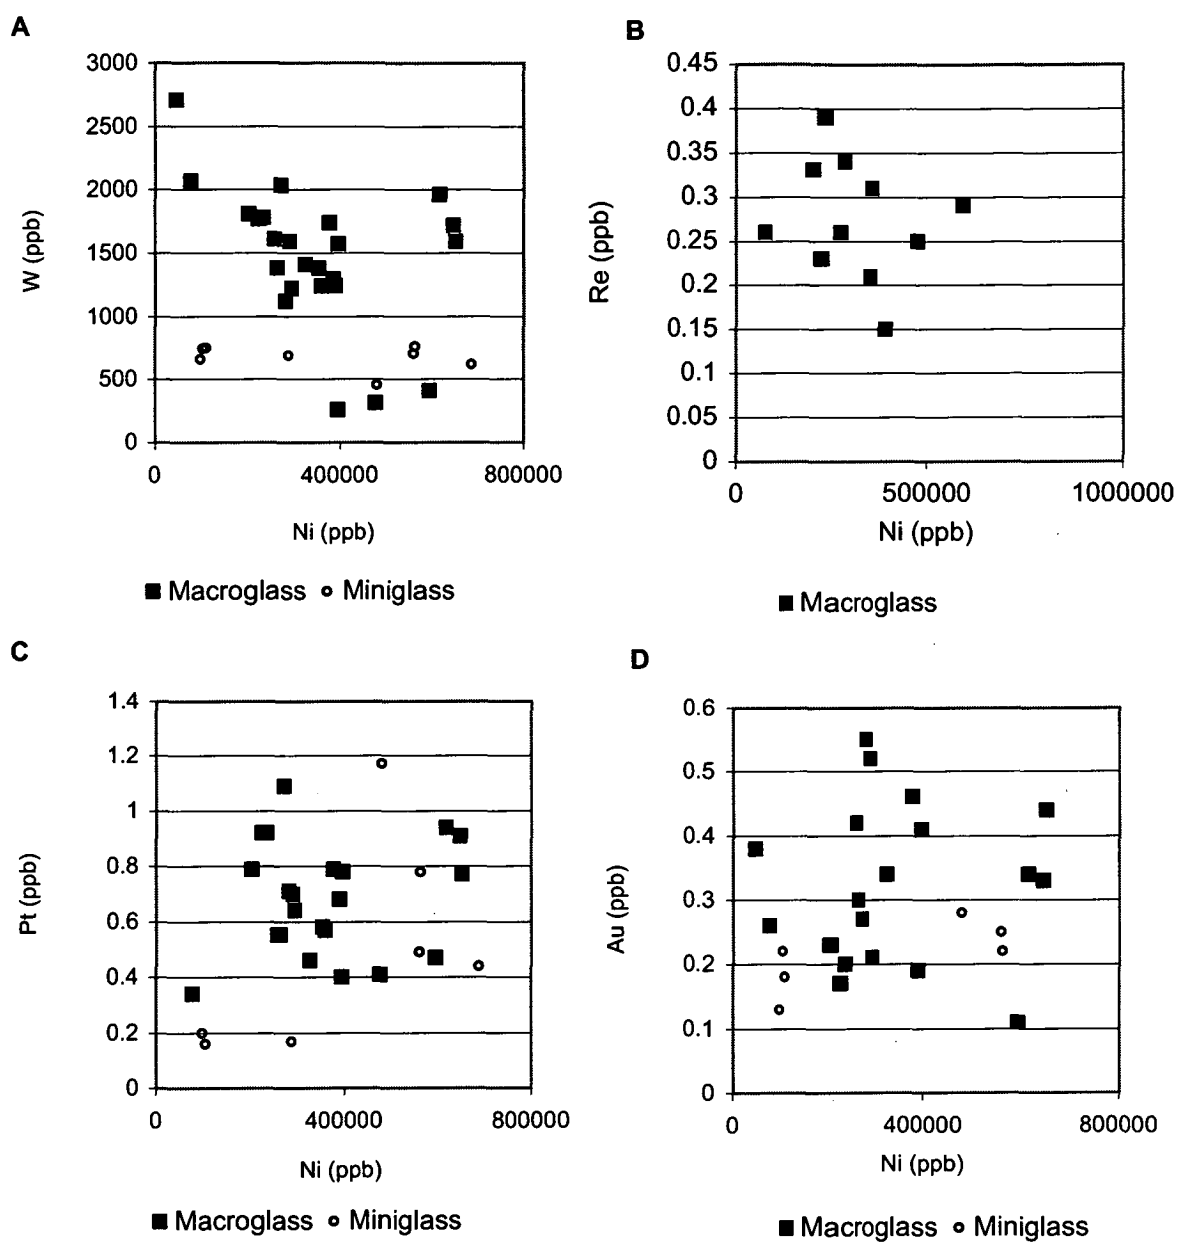 A
3000
2500
2000
1500
1000
500
0
W (ppb)
0 400000 800000
Ni (ppb)
Macroglass Miniglass
B
0.45
0.4
0.35
0.3
0.25
0.2
0.15
0.1
0.05
0
Re (ppb)
0 500000 1000000
Ni (ppb)
Macroglass
C
1.4
1.2
1
0.8
0.6
0.4
0.2
0
Pt (ppb)
0 400000 800000
Ni (ppb)
Macroglass Miniglass
D
0.6
0.5
0.4
0.3
0.2
0.1
0
Au (ppb)
0 400000 800000
Ni (ppb)
Macroglass Miniglass